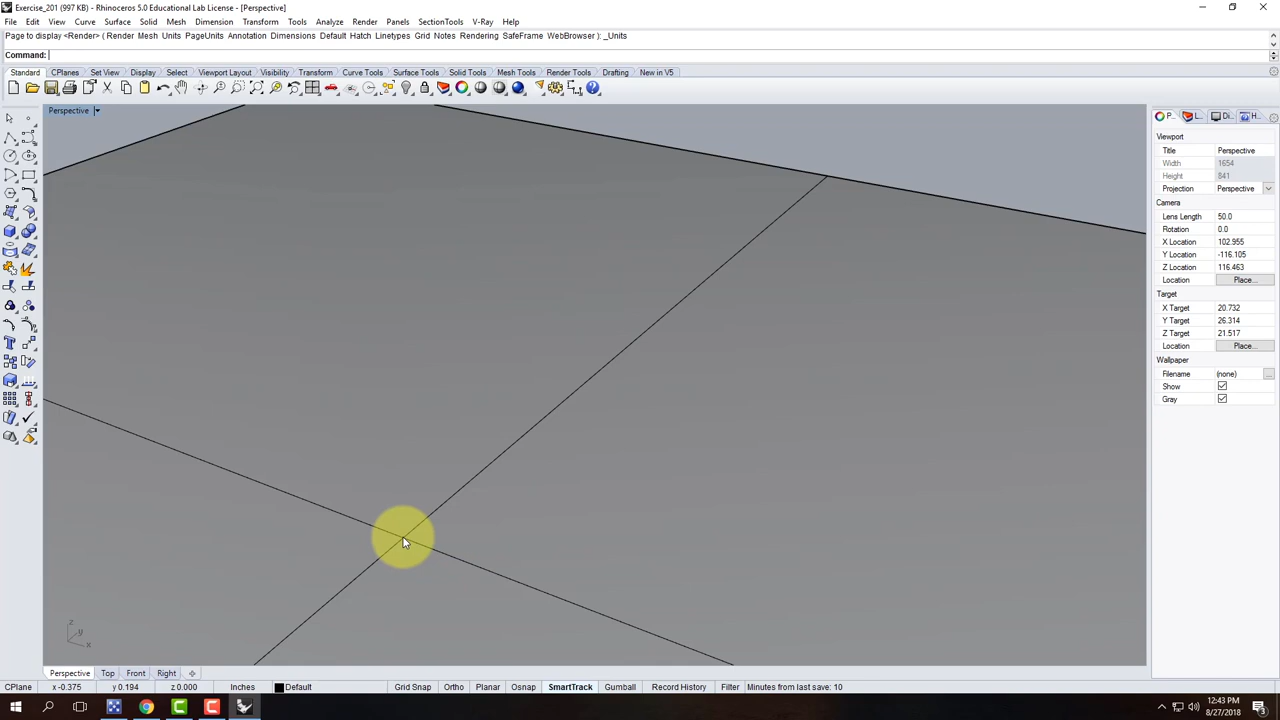 Exercise_201 (997 KB) - Rhinoceros 5.0 Educational Lab License - [Perspective]
File Edit View Curve Surface Solid Mesh Dimension Transform Tools Analyze Render Panels SectionTools V-Ray Help
Page to display <Render> ( Render Mesh Units PageUnits Annotation Dimensions Default Hatch Linetypes Grid Notes Rendering SafeFrame WebBrowser ): _Units
Command:
Standard CPlanes Set View Display Select Viewport Layout Visibility Transform Curve Tools Surface Tools Solid Tools Mesh Tools Render Tools Drafting New in V5
Perspective
P... L... Di... H...
Viewport
Title Perspective
Width 1654
Height 841
Projection Perspective
Camera
Lens Length 50.0
Rotation 0.0
X Location 102.955
Y Location -116.105
Z Location 116.463
Location Place...
Target
X Target 20.732
Y Target 26.314
Z Target 21.517
Location Place...
Wallpaper
Filename (none) ...
Show
Gray
z
y
x
Perspective Top Front Right
CPlane x -0.375 y 0.194 z 0.000 Inches Default Grid Snap Ortho Planar Osnap SmartTrack Gumball Record History Filter Minutes from last save: 10
12:43 PM
8/27/2018